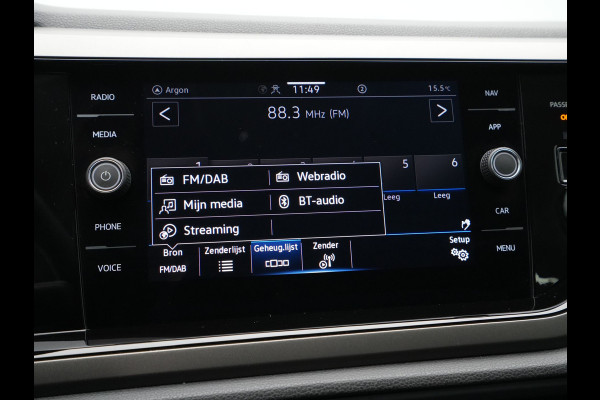 RADIO
MEDIA
PHONE
VOICE
NAV
APP
CAR
MENU
Argon
11:49
2
15.5°C
< 88.3 MHz (FM) >
5 6
Leeg Leeg
FM/DAB Webradio
Mijn media BT-audio
Streaming
Bron Zenderlijst Geheug.lijst Zender Setup
FM/DAB